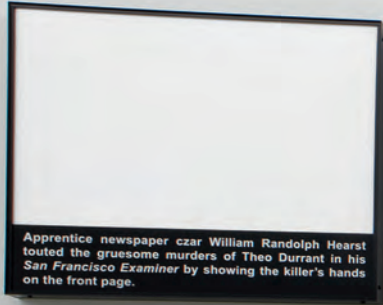 Apprentice newspaper czar William Randolph Hearst
touted the gruesome murders of Theo Durrant in his
San Francisco Examiner by showing the killer's hands
on the front page.